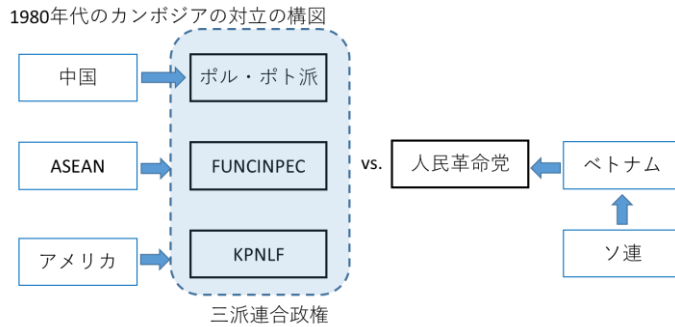 1980年代のカンボジアの対立の構図
中国
ポル・ポト派
ASEAN
FUNCINPEC
vs.
人民革命党
ベトナム
アメリカ
KPNLF
ソ連
三派連合政権